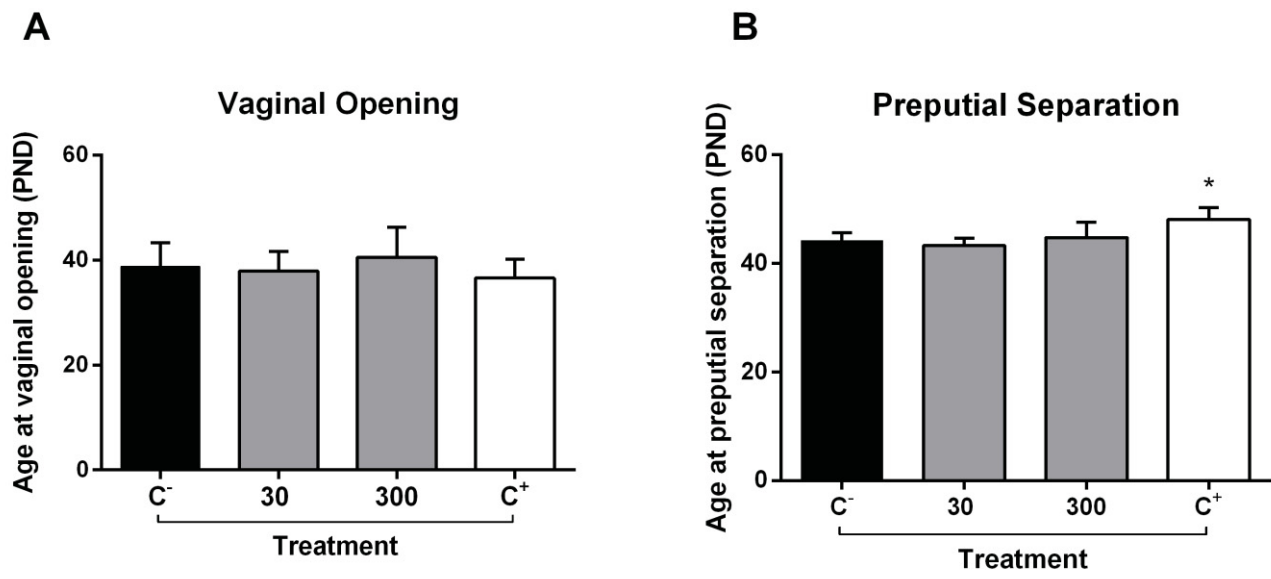 A
Vaginal Opening
Age at vaginal opening (PND)
60
40
20
0
C⁻ 30 300 C⁺
Treatment
B
Preputial Separation
Age at preputial separation (PND)
60
40
20
0
*
C⁻ 30 300 C⁺
Treatment